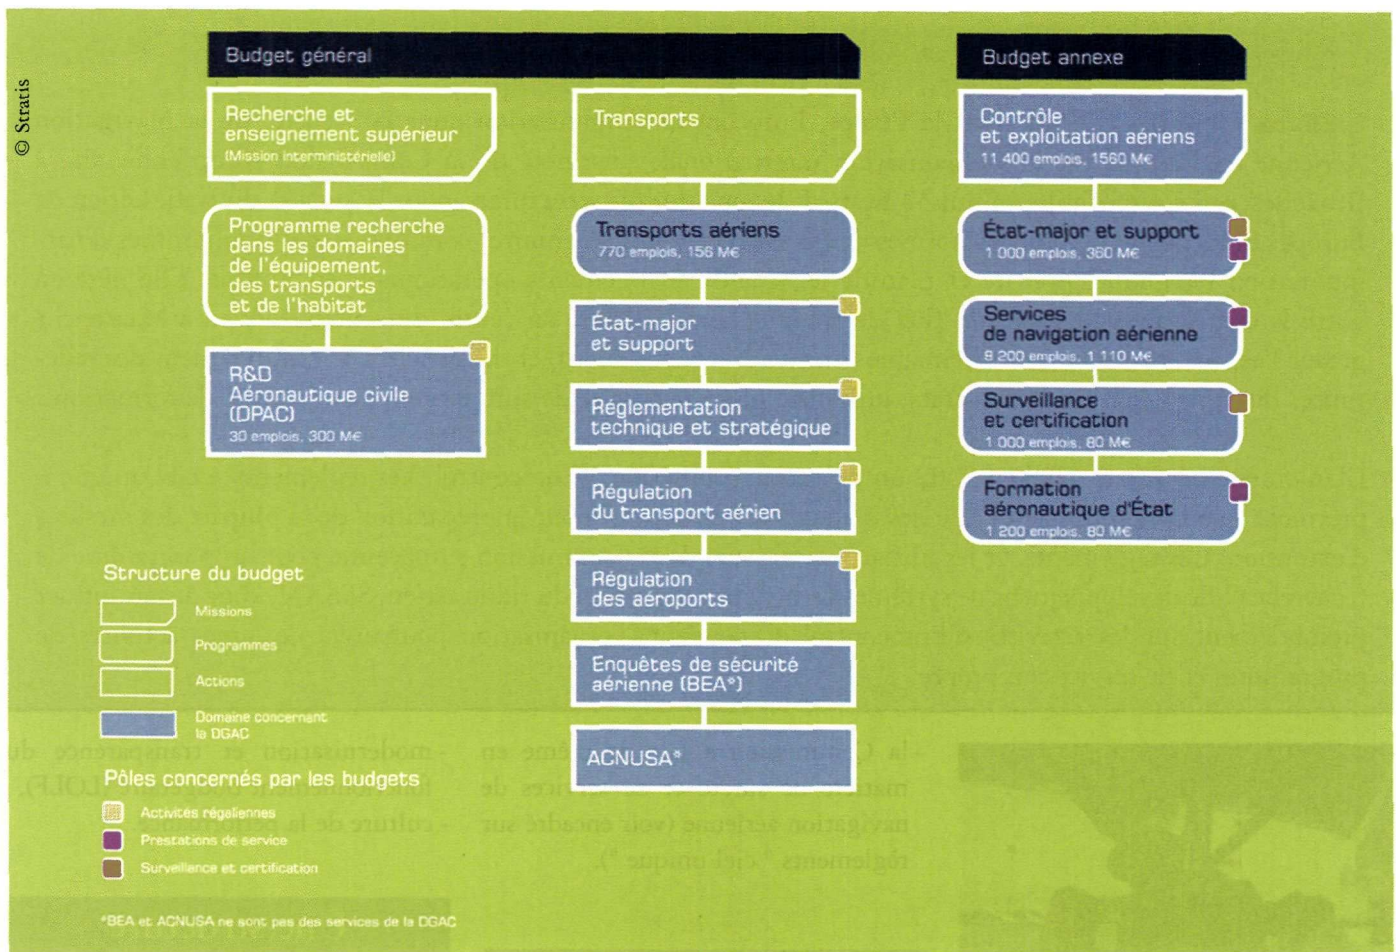 © Stratis
Budget général
Recherche et
enseignement supérieur
(Mission interministérielle)
Programme recherche
dans les domaines
de l'équipement,
des transports
et de l'habitat
R&D
Aéronautique civile
(DPAC)
30 emplois, 300 M€
Transports
Transports aériens
770 emplois, 156 M€
État-major
et support
Réglementation
technique et stratégique
Régulation
du transport aérien
Régulation
des aéroports
Enquêtes de sécurité
aérienne (BEA*)
ACNUSA*
Budget annexe
Contrôle
et exploitation aériens
11 400 emplois, 1560 M€
État-major et support
1 000 emplois, 360 M€
Services
de navigation aérienne
8 200 emplois, 1 110 M€
Surveillance
et certification
1 000 emplois, 80 M€
Formation
aéronautique d'État
1 200 emplois, 80 M€
Structure du budget
Missions
Programmes
Actions
Domaine concernant
la DGAC
Pôles concernés par les budgets
Activités régaliennes
Prestations de service
Surveillance et certification
*BEA et ACNUSA ne sont pas des services de la DGAC